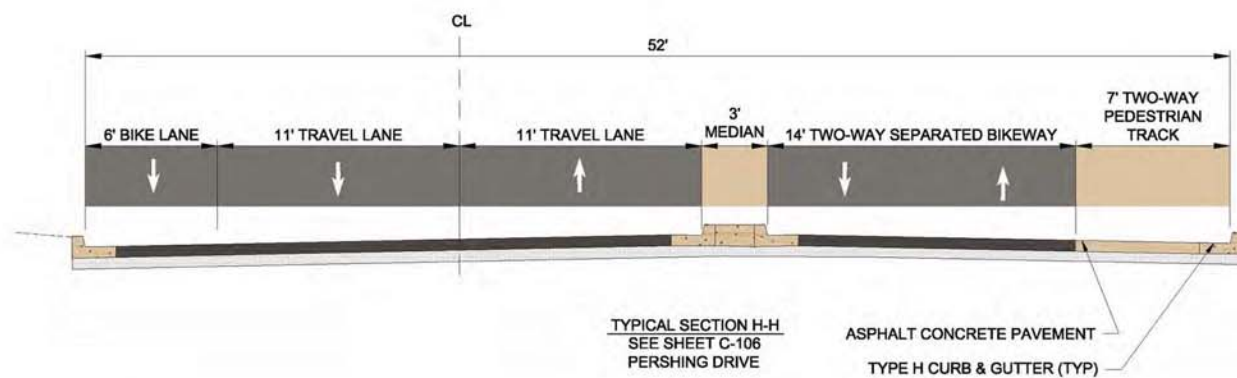 CL
52'
6' BIKE LANE
11' TRAVEL LANE
11' TRAVEL LANE
3'
MEDIAN
14' TWO-WAY SEPARATED BIKEWAY
7' TWO-WAY
PEDESTRIAN
TRACK
TYPICAL SECTION H-H
SEE SHEET C-106
PERSHING DRIVE
ASPHALT CONCRETE PAVEMENT
TYPE H CURB & GUTTER (TYP)